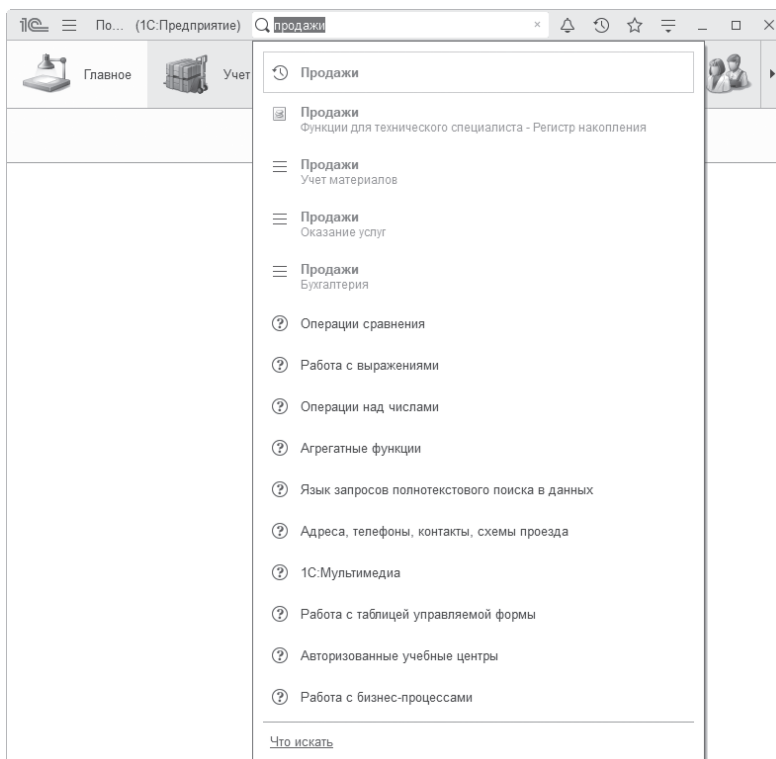 1С По... (1С:Предприятие) продажи
Главное
Учет
Продажи
Продажи
Функции для технического специалиста - Регистр накопления
Продажи
Учет материалов
Продажи
Оказание услуг
Продажи
Бухгалтерия
Операции сравнения
Работа с выражениями
Операции над числами
Агрегатные функции
Язык запросов полнотекстового поиска в данных
Адреса, телефоны, контакты, схемы проезда
1С:Мультимедиа
Работа с таблицей управляемой формы
Авторизованные учебные центры
Работа с бизнес-процессами
Что искать